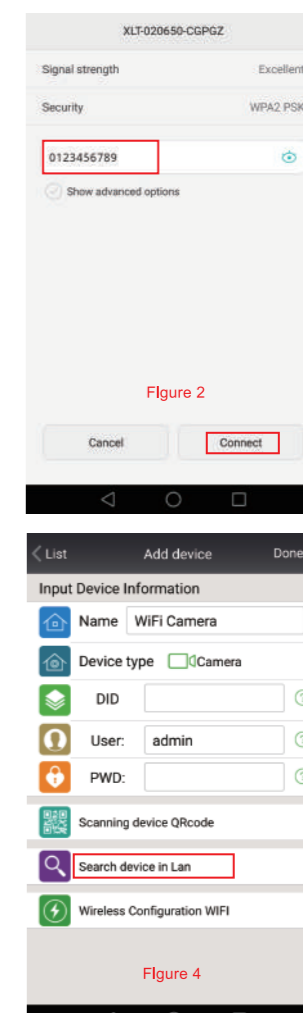 XLT-020650-CGPGZ
Signal strength Excellent
Security WPA2 PSK
0123456789
Show advanced options
FIgure 2
Cancel Connect
List Add device Done
Input Device Information
Name WiFi Camera
Device type Camera
DID
User: admin
PWD:
Scanning device QRcode
Search device in Lan
Wireless Configuration WIFI
FIgure 4